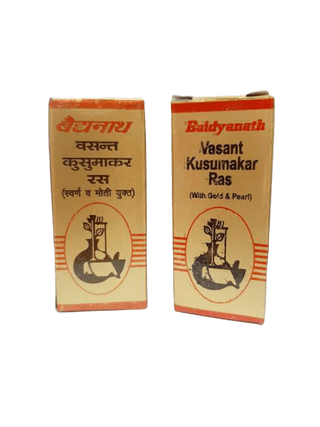 बैद्यनाथ
वसन्त
कुसुमाकर
रस
(स्वर्ण व मोती युक्त)
Baidyanath
Vasant
Kusumakar
Ras
(With Gold & Pearl)